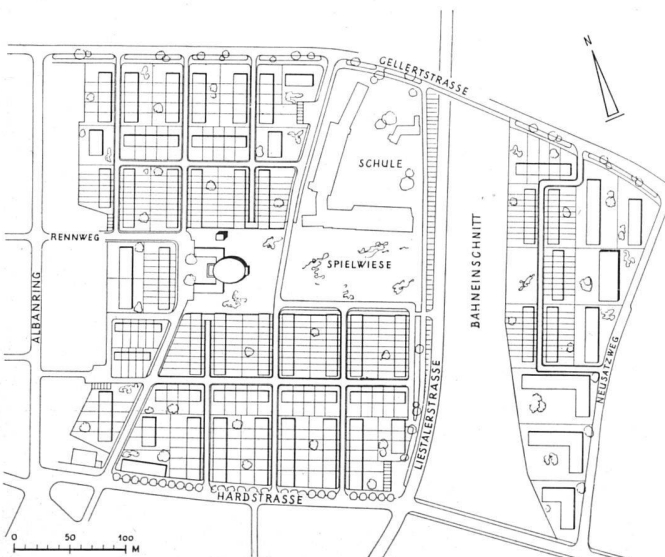 N
GELLERTSTRASSE
SCHULE
RENNWEG
SPIELWIESE
BAHNEINSCHNITT
ALBANRING
NEUSATZWEG
LIESTALERSTRASSE
HARDSTRASSE
0 50 100
M